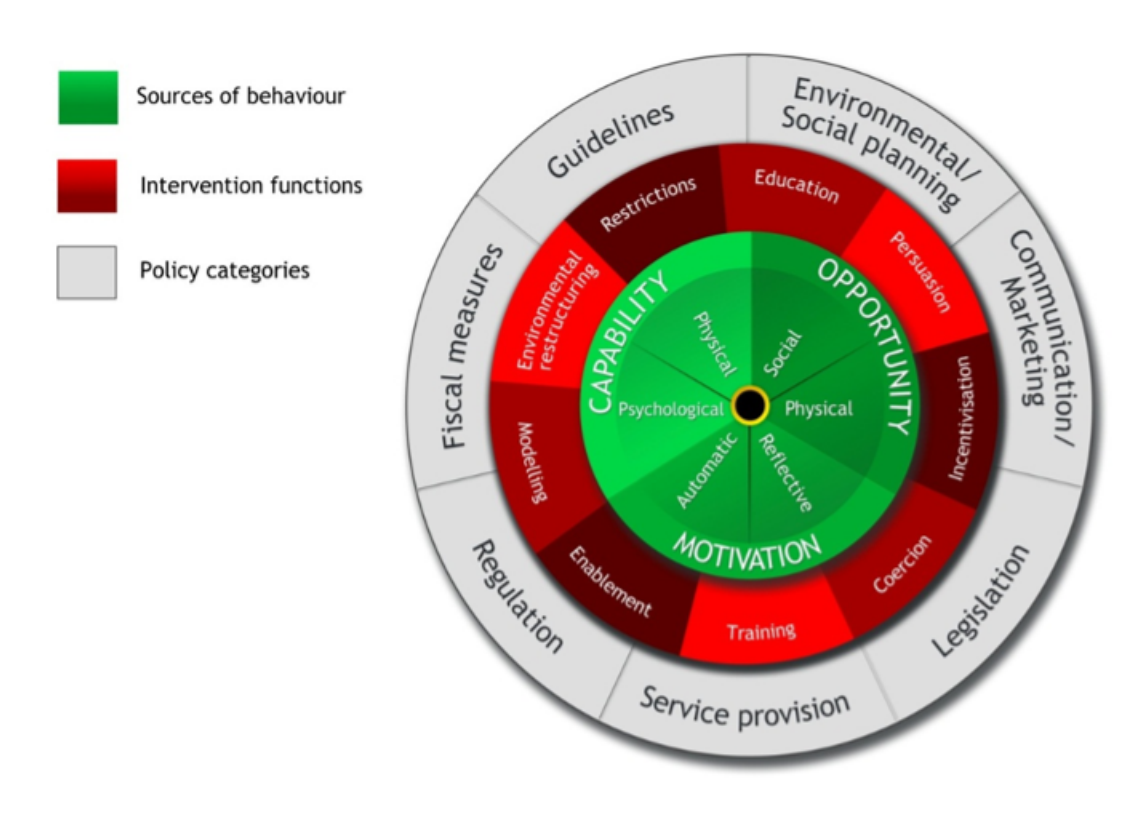 Sources of behaviour
Intervention functions
Policy categories
Guidelines
Environmental/
Social planning
Communication/
Marketing
Legislation
Service provision
Regulation
Fiscal measures
Restrictions
Education
Persuasion
Incentivisation
Coercion
Training
Enablement
Modelling
Environmental
restructuring
CAPABILITY
OPPORTUNITY
MOTIVATION
Physical
Social
Physical
Reflective
Automatic
Psychological